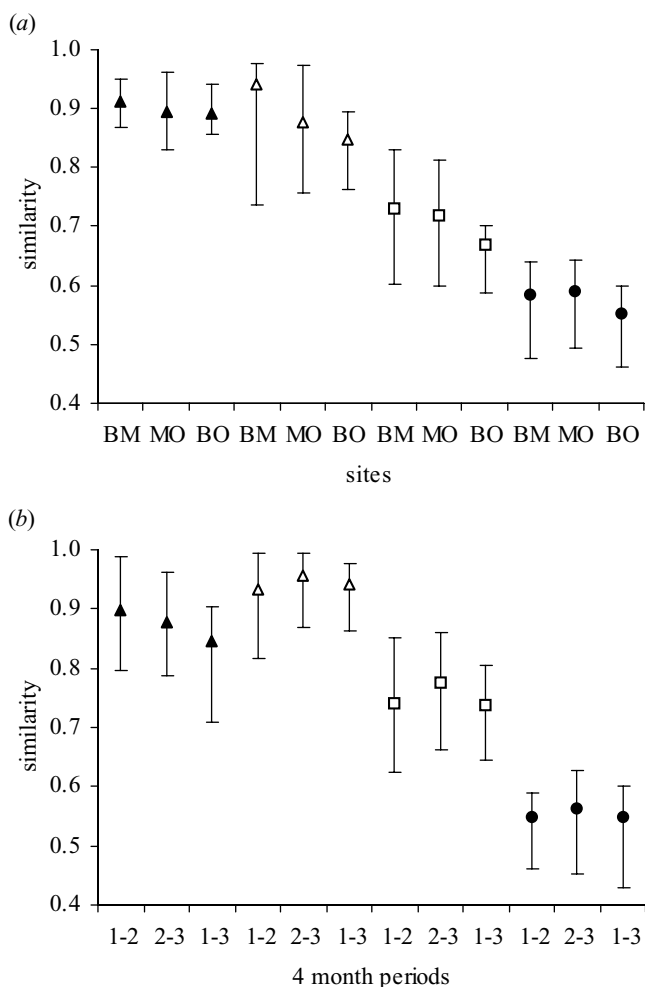 (a)
1.0
0.9
0.8
0.7
0.6
0.5
0.4
similarity
BM MO BO BM MO BO BM MO BO BM MO BO
sites
(b)
1.0
0.9
0.8
0.7
0.6
0.5
0.4
similarity
1-2 2-3 1-3 1-2 2-3 1-3 1-2 2-3 1-3 1-2 2-3 1-3
4 month periods